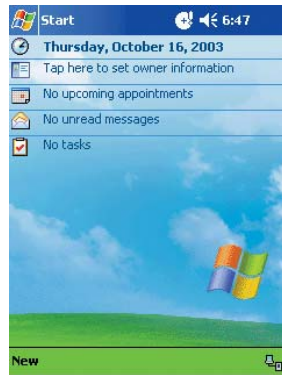 Start 6:47
Thursday, October 16, 2003
Tap here to set owner information
No upcoming appointments
No unread messages
No tasks
New